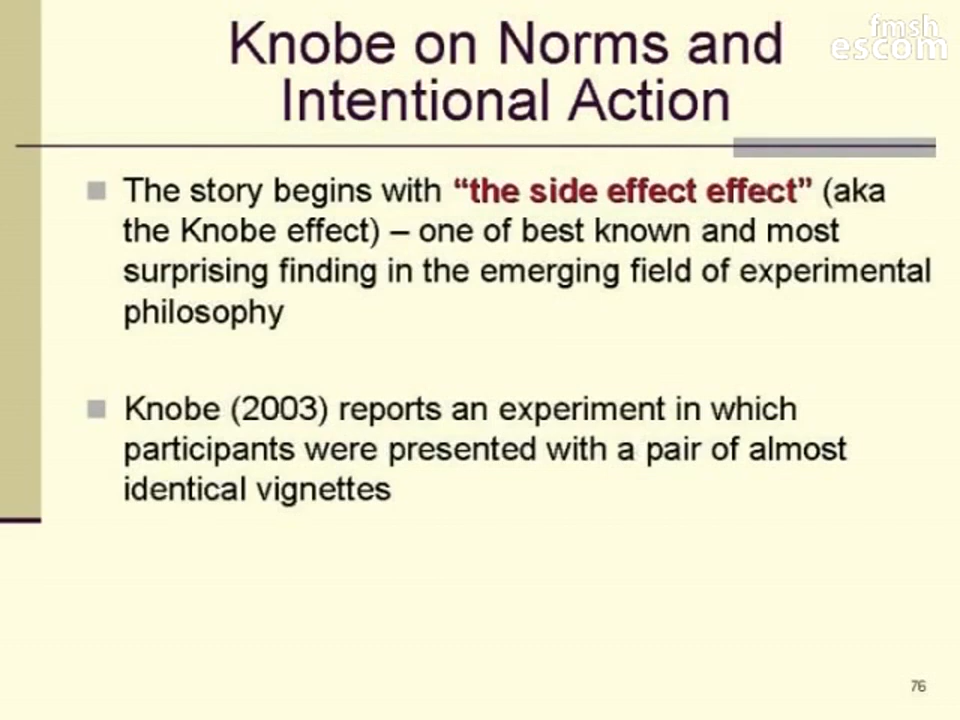 Knobe on Norms and
Intentional Action
fmsh
escom
The story begins with “the side effect effect” (aka
the Knobe effect) – one of best known and most
surprising finding in the emerging field of experimental
philosophy
Knobe (2003) reports an experiment in which
participants were presented with a pair of almost
identical vignettes
76